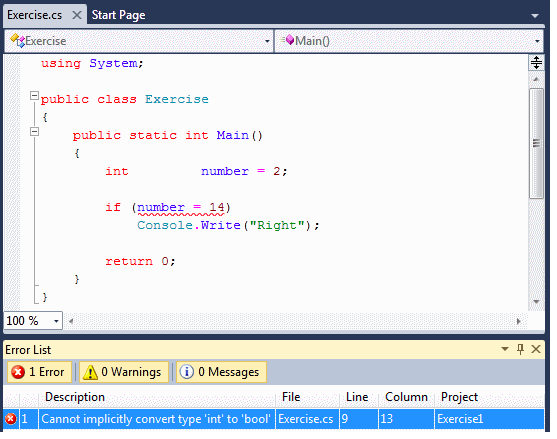 Exercise.cs Start Page
Exercise Main()
using System;
public class Exercise
{
public static int Main()
{
int number = 2;
if (number = 14)
Console.Write("Right");
return 0;
}
}
100 %
Error List
1 Error 0 Warnings 0 Messages
Description File Line Column Project
1 Cannot implicitly convert type 'int' to 'bool' Exercise.cs 9 13 Exercise1